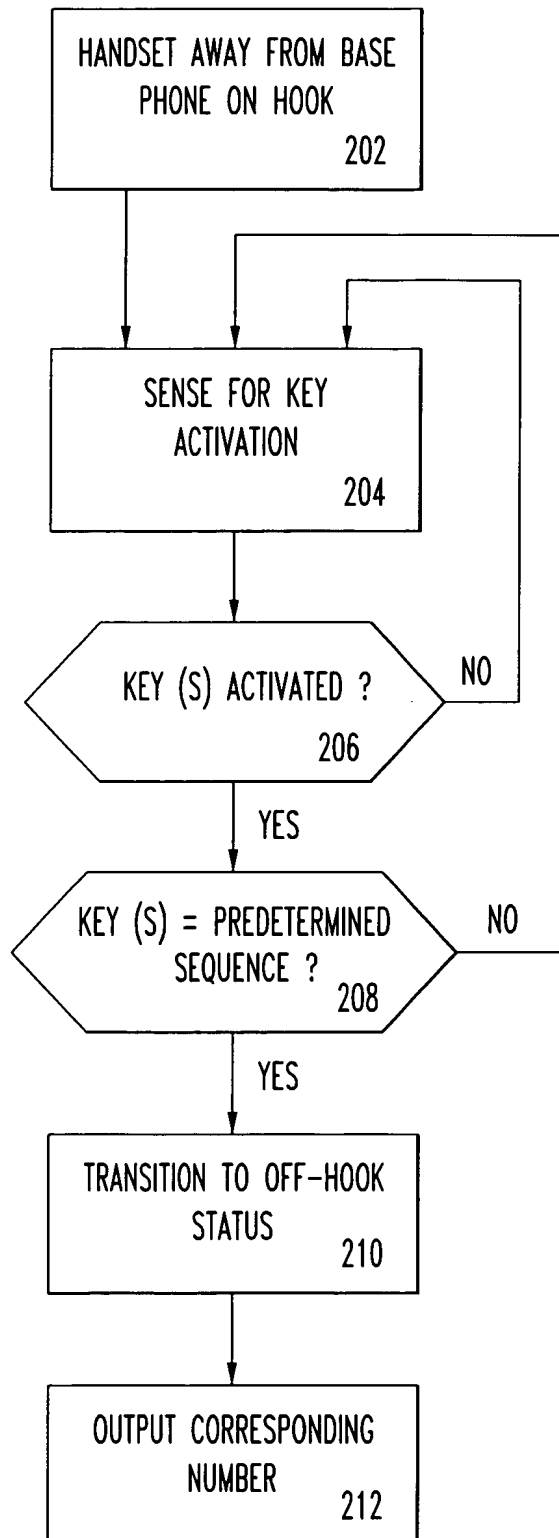 HANDSET AWAY FROM BASE
PHONE ON HOOK
202
SENSE FOR KEY
ACTIVATION
204
KEY (S) ACTIVATED ?
206
NO
YES
KEY (S) = PREDETERMINED
SEQUENCE ?
208
NO
YES
TRANSITION TO OFF-HOOK
STATUS
210
OUTPUT CORRESPONDING
NUMBER
212